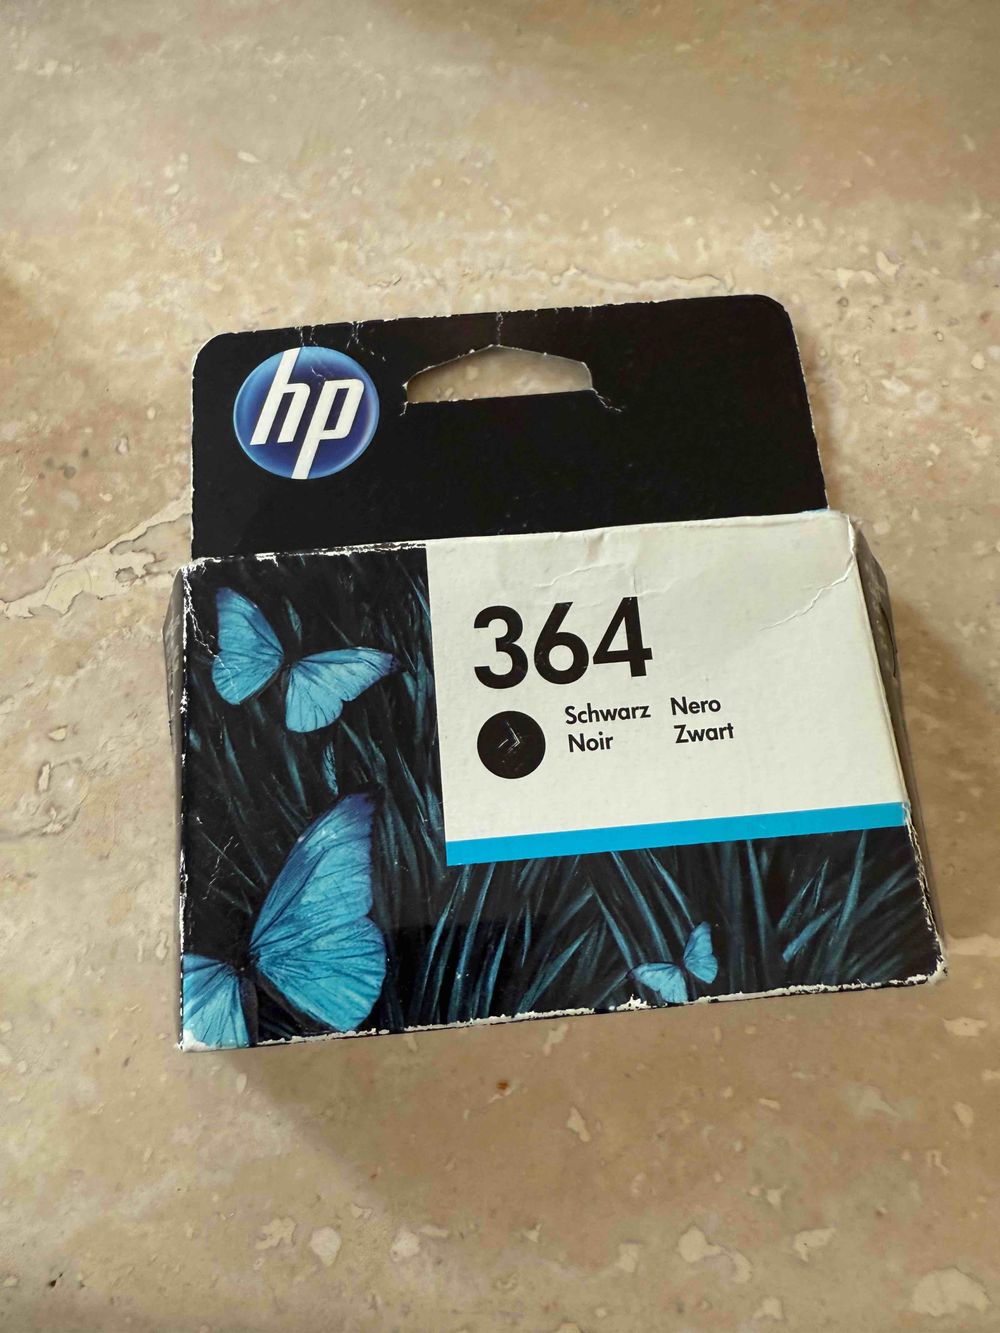 hp
364
Schwarz Nero
Noir Zwart